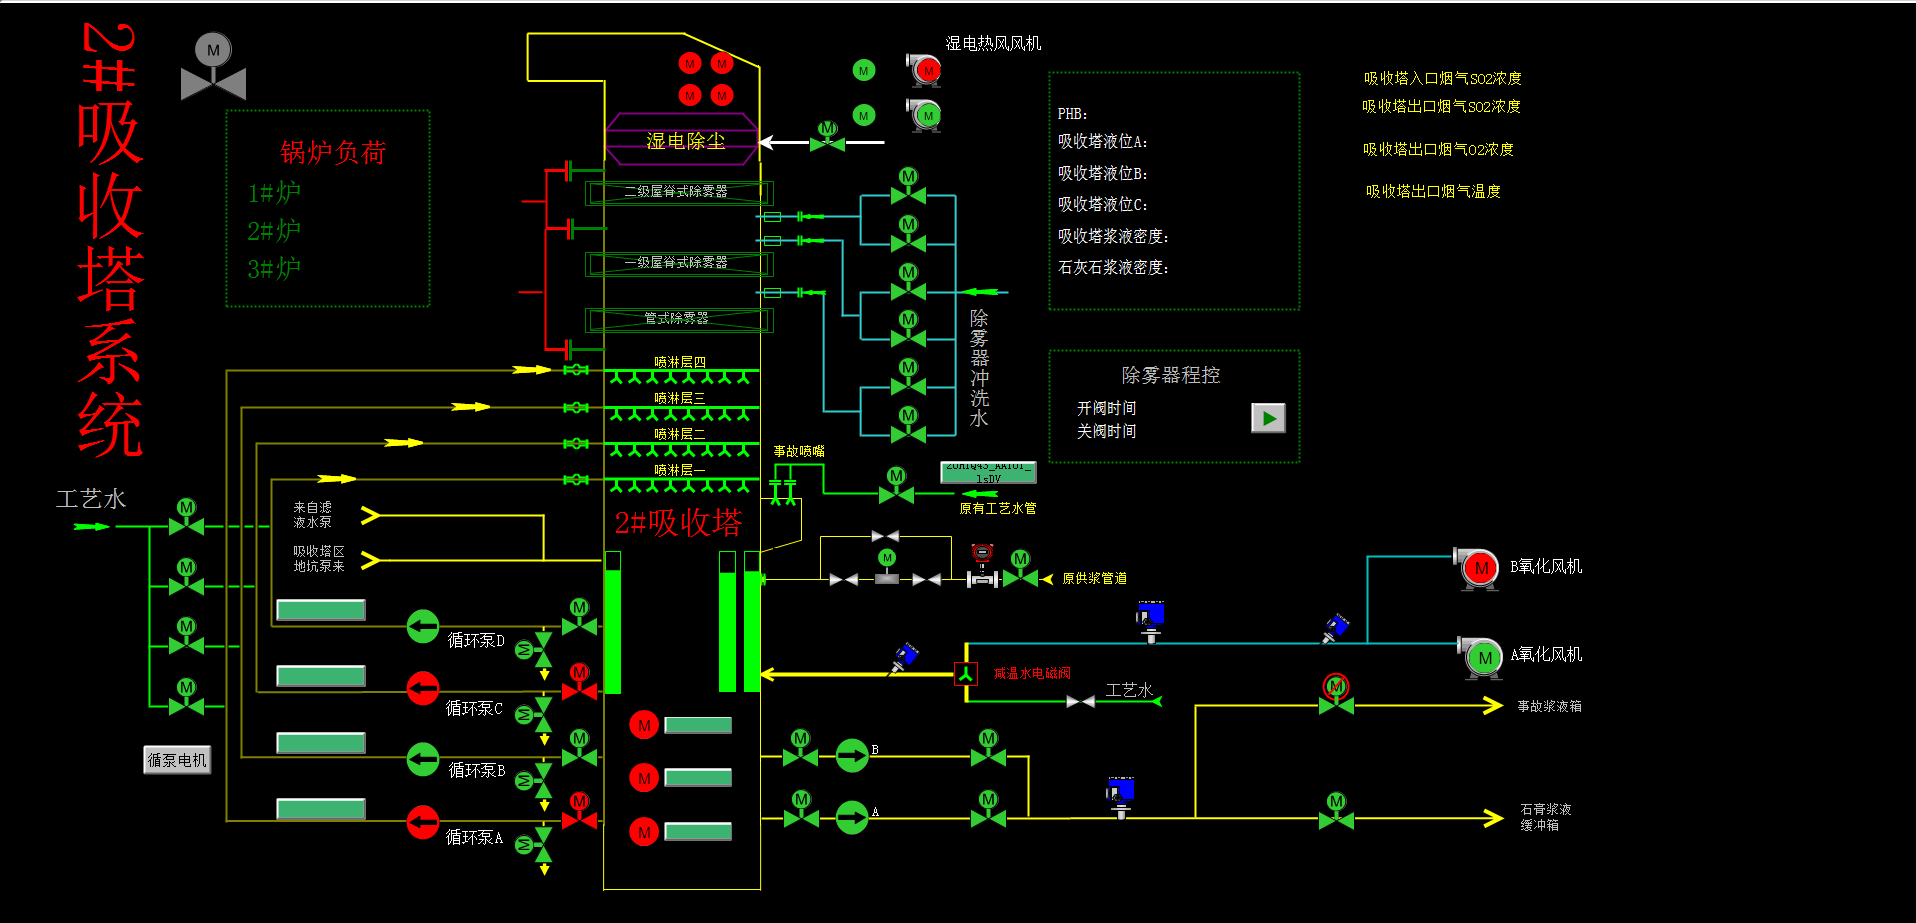 2#吸收塔系统
M
锅炉负荷
1#炉
2#炉
3#炉
湿电热风风机
湿电除尘
二级屋脊式除雾器
一级屋脊式除雾器
管式除雾器
喷淋层四
喷淋层三
喷淋层二
喷淋层一
2#吸收塔
PHB：
吸收塔液位A：
吸收塔液位B：
吸收塔液位C：
吸收塔浆液密度：
石灰石浆液密度：
吸收塔入口烟气SO2浓度
吸收塔出口烟气SO2浓度
吸收塔出口烟气O2浓度
吸收塔出口烟气温度
除雾器冲洗水
除雾器程控
开阀时间
关阀时间
事故喷嘴
原有工艺水管
原供浆管道
工艺水
来自滤
液水泵
吸收塔区
地坑泵来
循环泵D
循环泵C
循环泵B
循环泵A
循泵电机
减温水电磁阀
工艺水
B氧化风机
A氧化风机
事故浆液箱
石膏浆液
缓冲箱
B
A